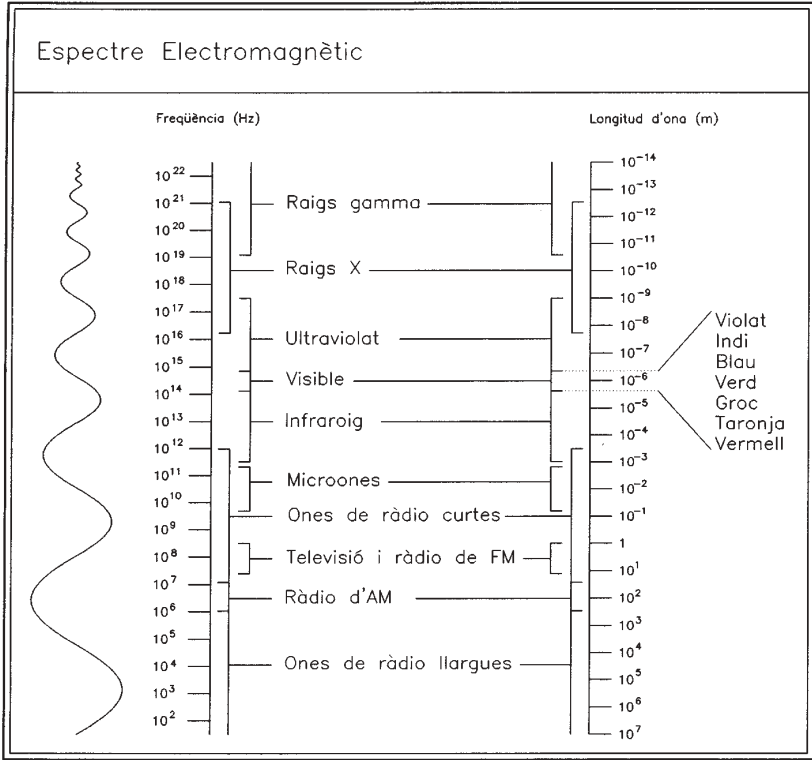 Espectre Electromagnètic
Freqüència (Hz)
Longitud d'ona (m)
10²²
10²¹
10²⁰
10¹⁹
10¹⁸
10¹⁷
10¹⁶
10¹⁵
10¹⁴
10¹³
10¹²
10¹¹
10¹⁰
10⁹
10⁸
10⁷
10⁶
10⁵
10⁴
10³
10²
Raigs gamma
Raigs X
Ultraviolat
Visible
Infraroig
Microones
Ones de ràdio curtes
Televisió i ràdio de FM
Ràdio d'AM
Ones de ràdio llargues
10⁻¹⁴
10⁻¹³
10⁻¹²
10⁻¹¹
10⁻¹⁰
10⁻⁹
10⁻⁸
10⁻⁷
10⁻⁶
10⁻⁵
10⁻⁴
10⁻³
10⁻²
10⁻¹
1
10¹
10²
10³
10⁴
10⁵
10⁶
10⁷
Violat
Indi
Blau
Verd
Groc
Taronja
Vermell